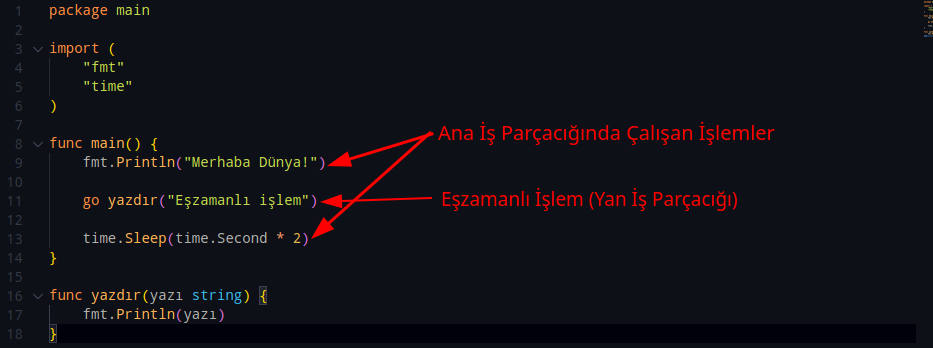 1 package main
2
3 import (
4 "fmt"
5 "time"
6 )
7
8 func main() {
9 fmt.Println("Merhaba Dünya!")
10
11 go yazdır("Eşzamanlı işlem")
12
13 time.Sleep(time.Second * 2)
14 }
15
16 func yazdır(yazı string) {
17 fmt.Println(yazı)
18 }
Ana İş Parçacığında Çalışan İşlemler
Eşzamanlı İşlem (Yan İş Parçacığı)